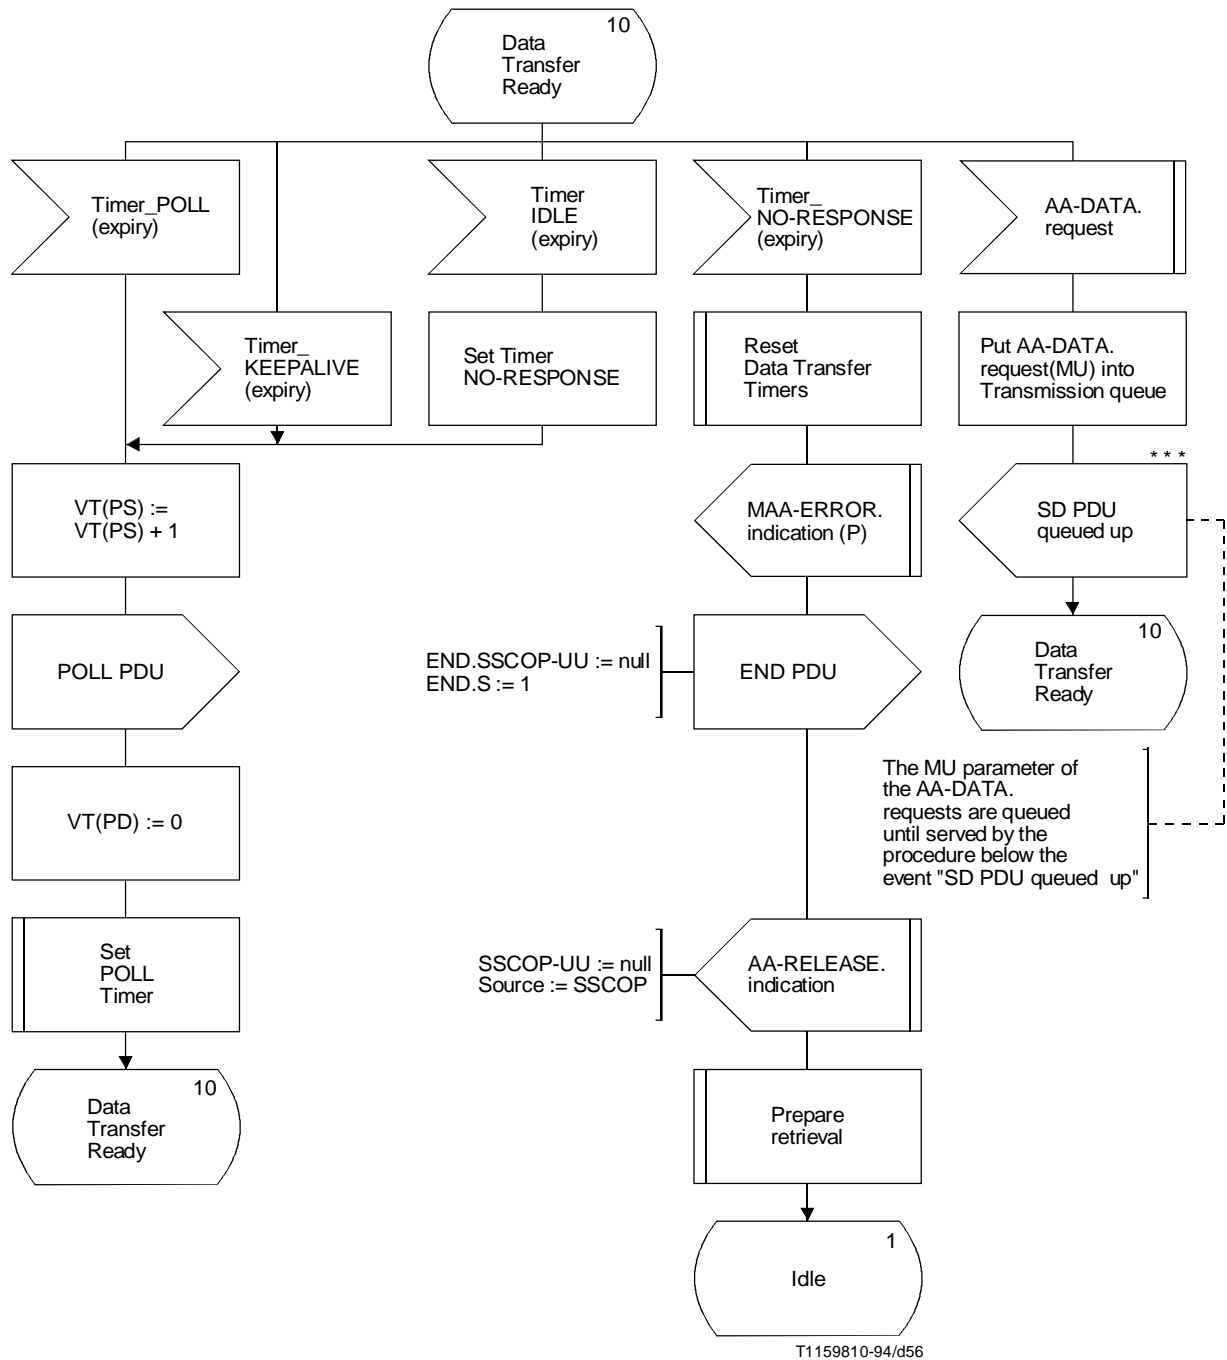 10
Data
Transfer
Ready
Timer_POLL
(expiry)
Timer
IDLE
(expiry)
Timer_
NO-RESPONSE
(expiry)
AA-DATA.
request
Timer_
KEEPALIVE
(expiry)
Set Timer
NO-RESPONSE
Reset
Data Transfer
Timers
Put AA-DATA.
request(MU) into
Transmission queue
* * *
VT(PS) :=
VT(PS) + 1
MAA-ERROR.
indication (P)
SD PDU
queued up
POLL PDU
END.SSCOP-UU := null
END.S := 1
END PDU
10
Data
Transfer
Ready
VT(PD) := 0
The MU parameter of
the AA-DATA.
requests are queued
until served by the
procedure below the
event "SD PDU queued up"
Set
POLL
Timer
SSCOP-UU := null
Source := SSCOP
AA-RELEASE.
indication
10
Data
Transfer
Ready
Prepare
retrieval
1
Idle
T1159810-94/d56